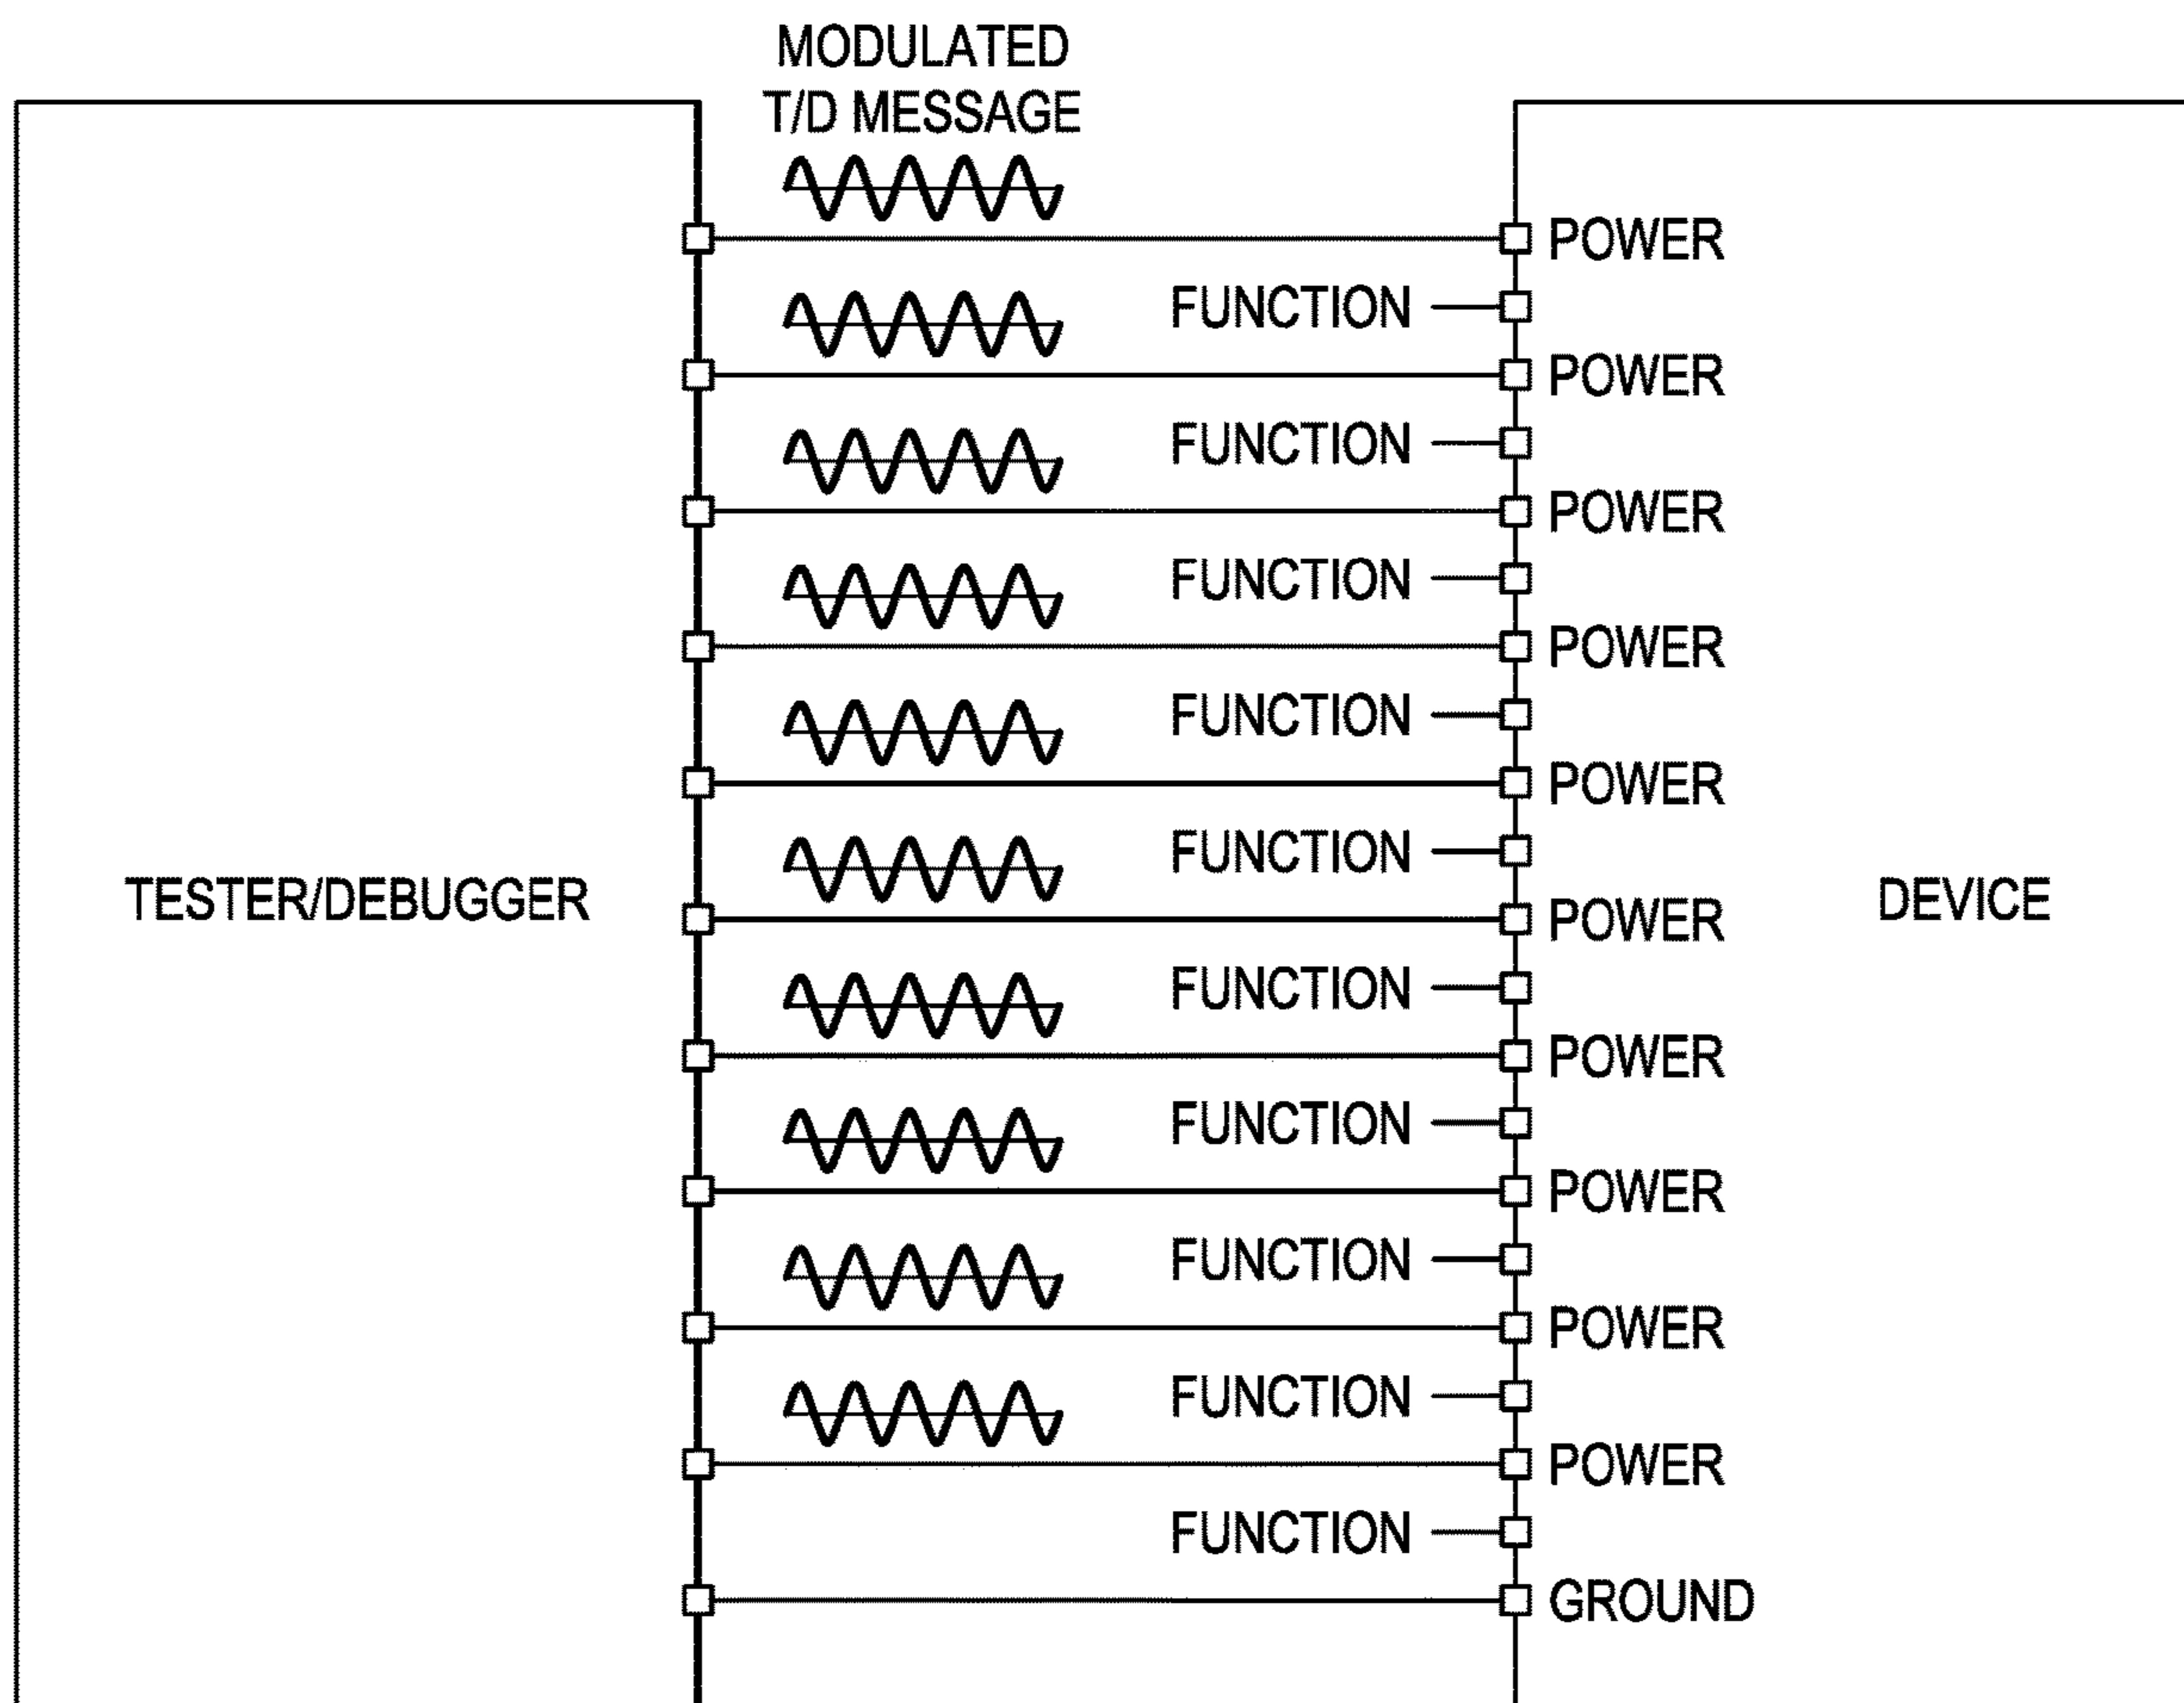 MODULATED
T/D MESSAGE
POWER
FUNCTION
POWER
FUNCTION
POWER
FUNCTION
POWER
FUNCTION
POWER
FUNCTION
TESTER/DEBUGGER
POWER
DEVICE
FUNCTION
POWER
FUNCTION
POWER
FUNCTION
POWER
FUNCTION
POWER
FUNCTION
GROUND